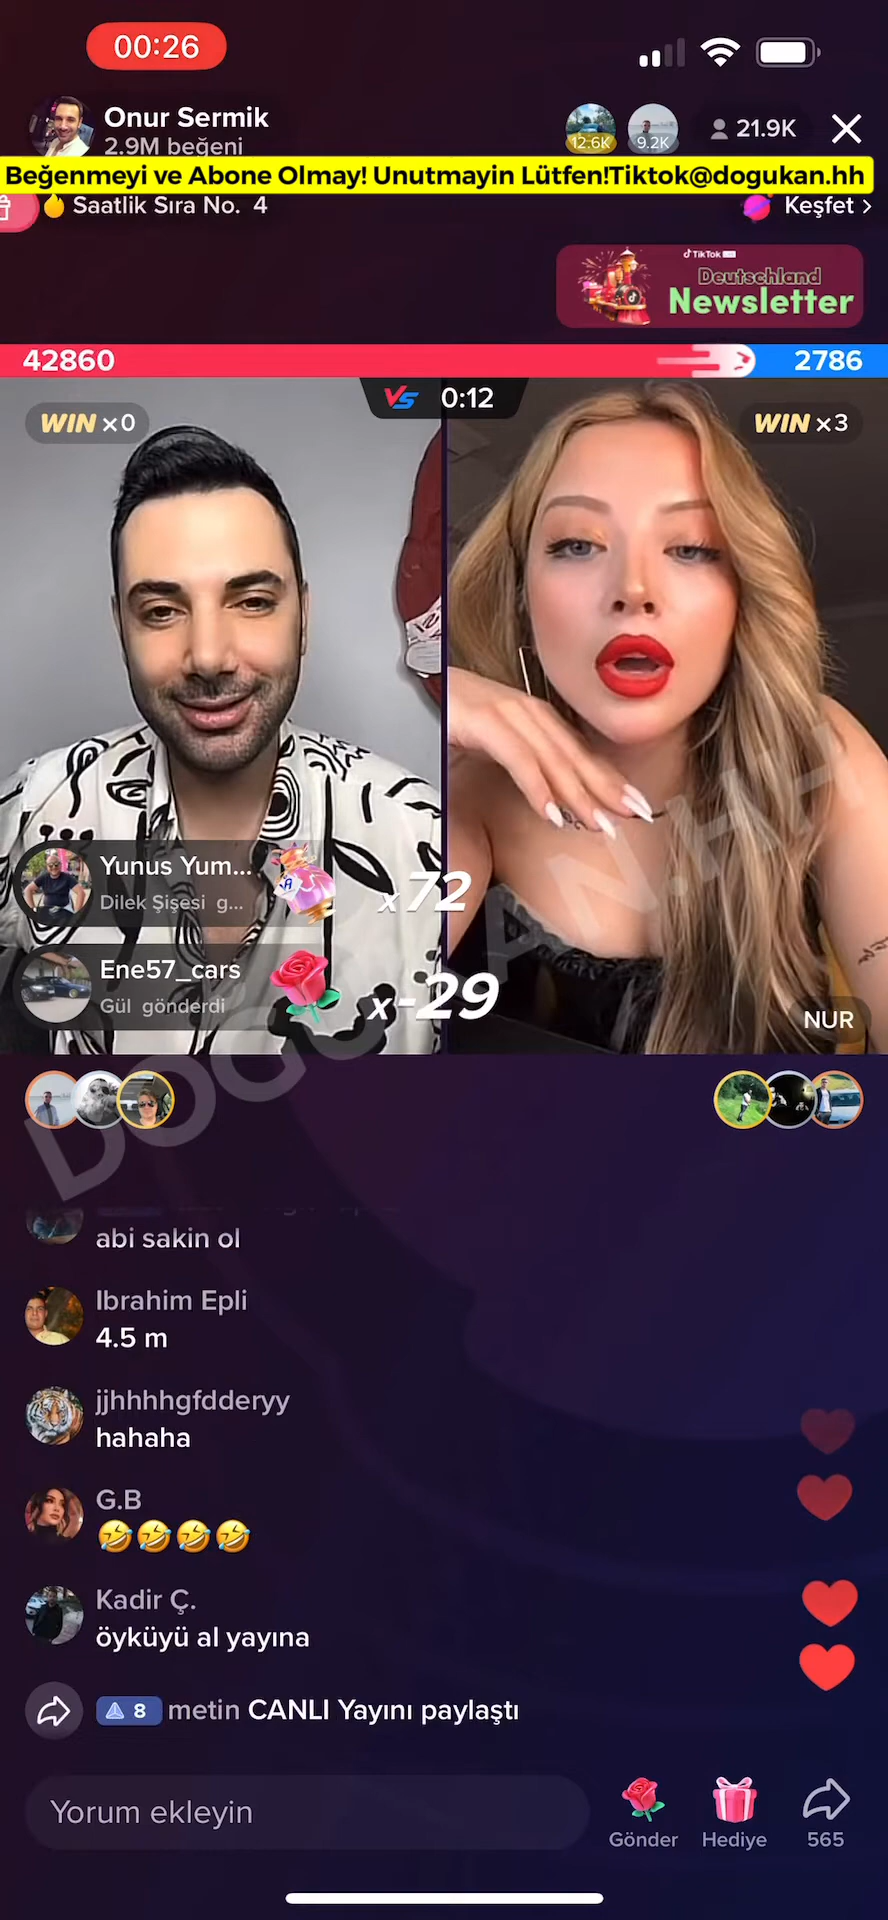 00:26
Onur Sermik
2.9M beğeni
12.6K
9.2K
21.9K
Beğenmeyi ve Abone Olmay! Unutmayin Lütfen!Tiktok@dogukan.hh
Saatlik Sıra No. 4
Keşfet >
TikTok
Deutschland
Newsletter
42860
2786
VS 0:12
WIN x0
WIN x3
Yunus Yum...
Dilek Şişesi g...
x72
Ene57_cars
Gül gönderdi
x-29
NUR
DOGUKAN.HH
abi sakin ol
Ibrahim Epli
4.5 m
jjhhhhgfdderyy
hahaha
G.B
🤣🤣🤣🤣
Kadir Ç.
öyküyü al yayına
8 metin CANLI Yayını paylaştı
Yorum ekleyin
Gönder
Hediye
565